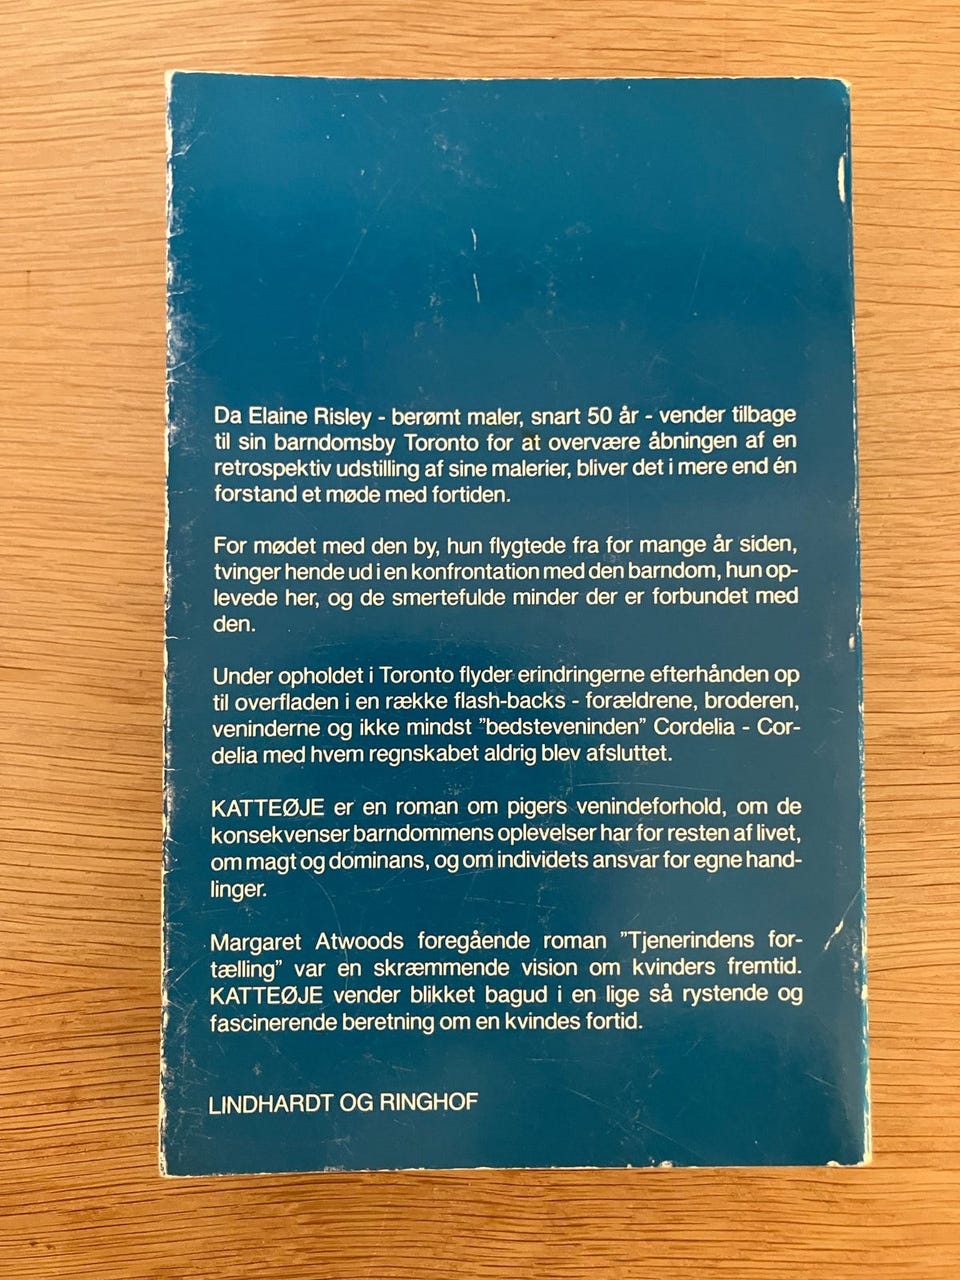 Da Elaine Risley - berømt maler, snart 50 år - vender tilbage
til sin barndomsby Toronto for at overvære åbningen af en
retrospektiv udstilling af sine malerier, bliver det i mere end én
forstand et møde med fortiden.
For mødet med den by, hun flygtede fra for mange år siden,
tvinger hende ud i en konfrontation med den barndom, hun op-
levede her, og de smertefulde minder der er forbundet med
den.
Under opholdet i Toronto flyder erindringerne efterhånden op
til overfladen i en række flash-backs - forældrene, broderen,
veninderne og ikke mindst ”bedsteveninden” Cordelia - Cor-
delia med hvem regnskabet aldrig blev afsluttet.
KATTEØJE er en roman om pigers venindeforhold, om de
konsekvenser barndommens oplevelser har for resten af livet,
om magt og dominans, og om individets ansvar for egne hand-
linger.
Margaret Atwoods foregående roman ”Tjenerindens for-
tælling” var en skræmmende vision om kvinders fremtid.
KATTEØJE vender blikket bagud i en lige så rystende og
fascinerende beretning om en kvindes fortid.
LINDHARDT OG RINGHOF